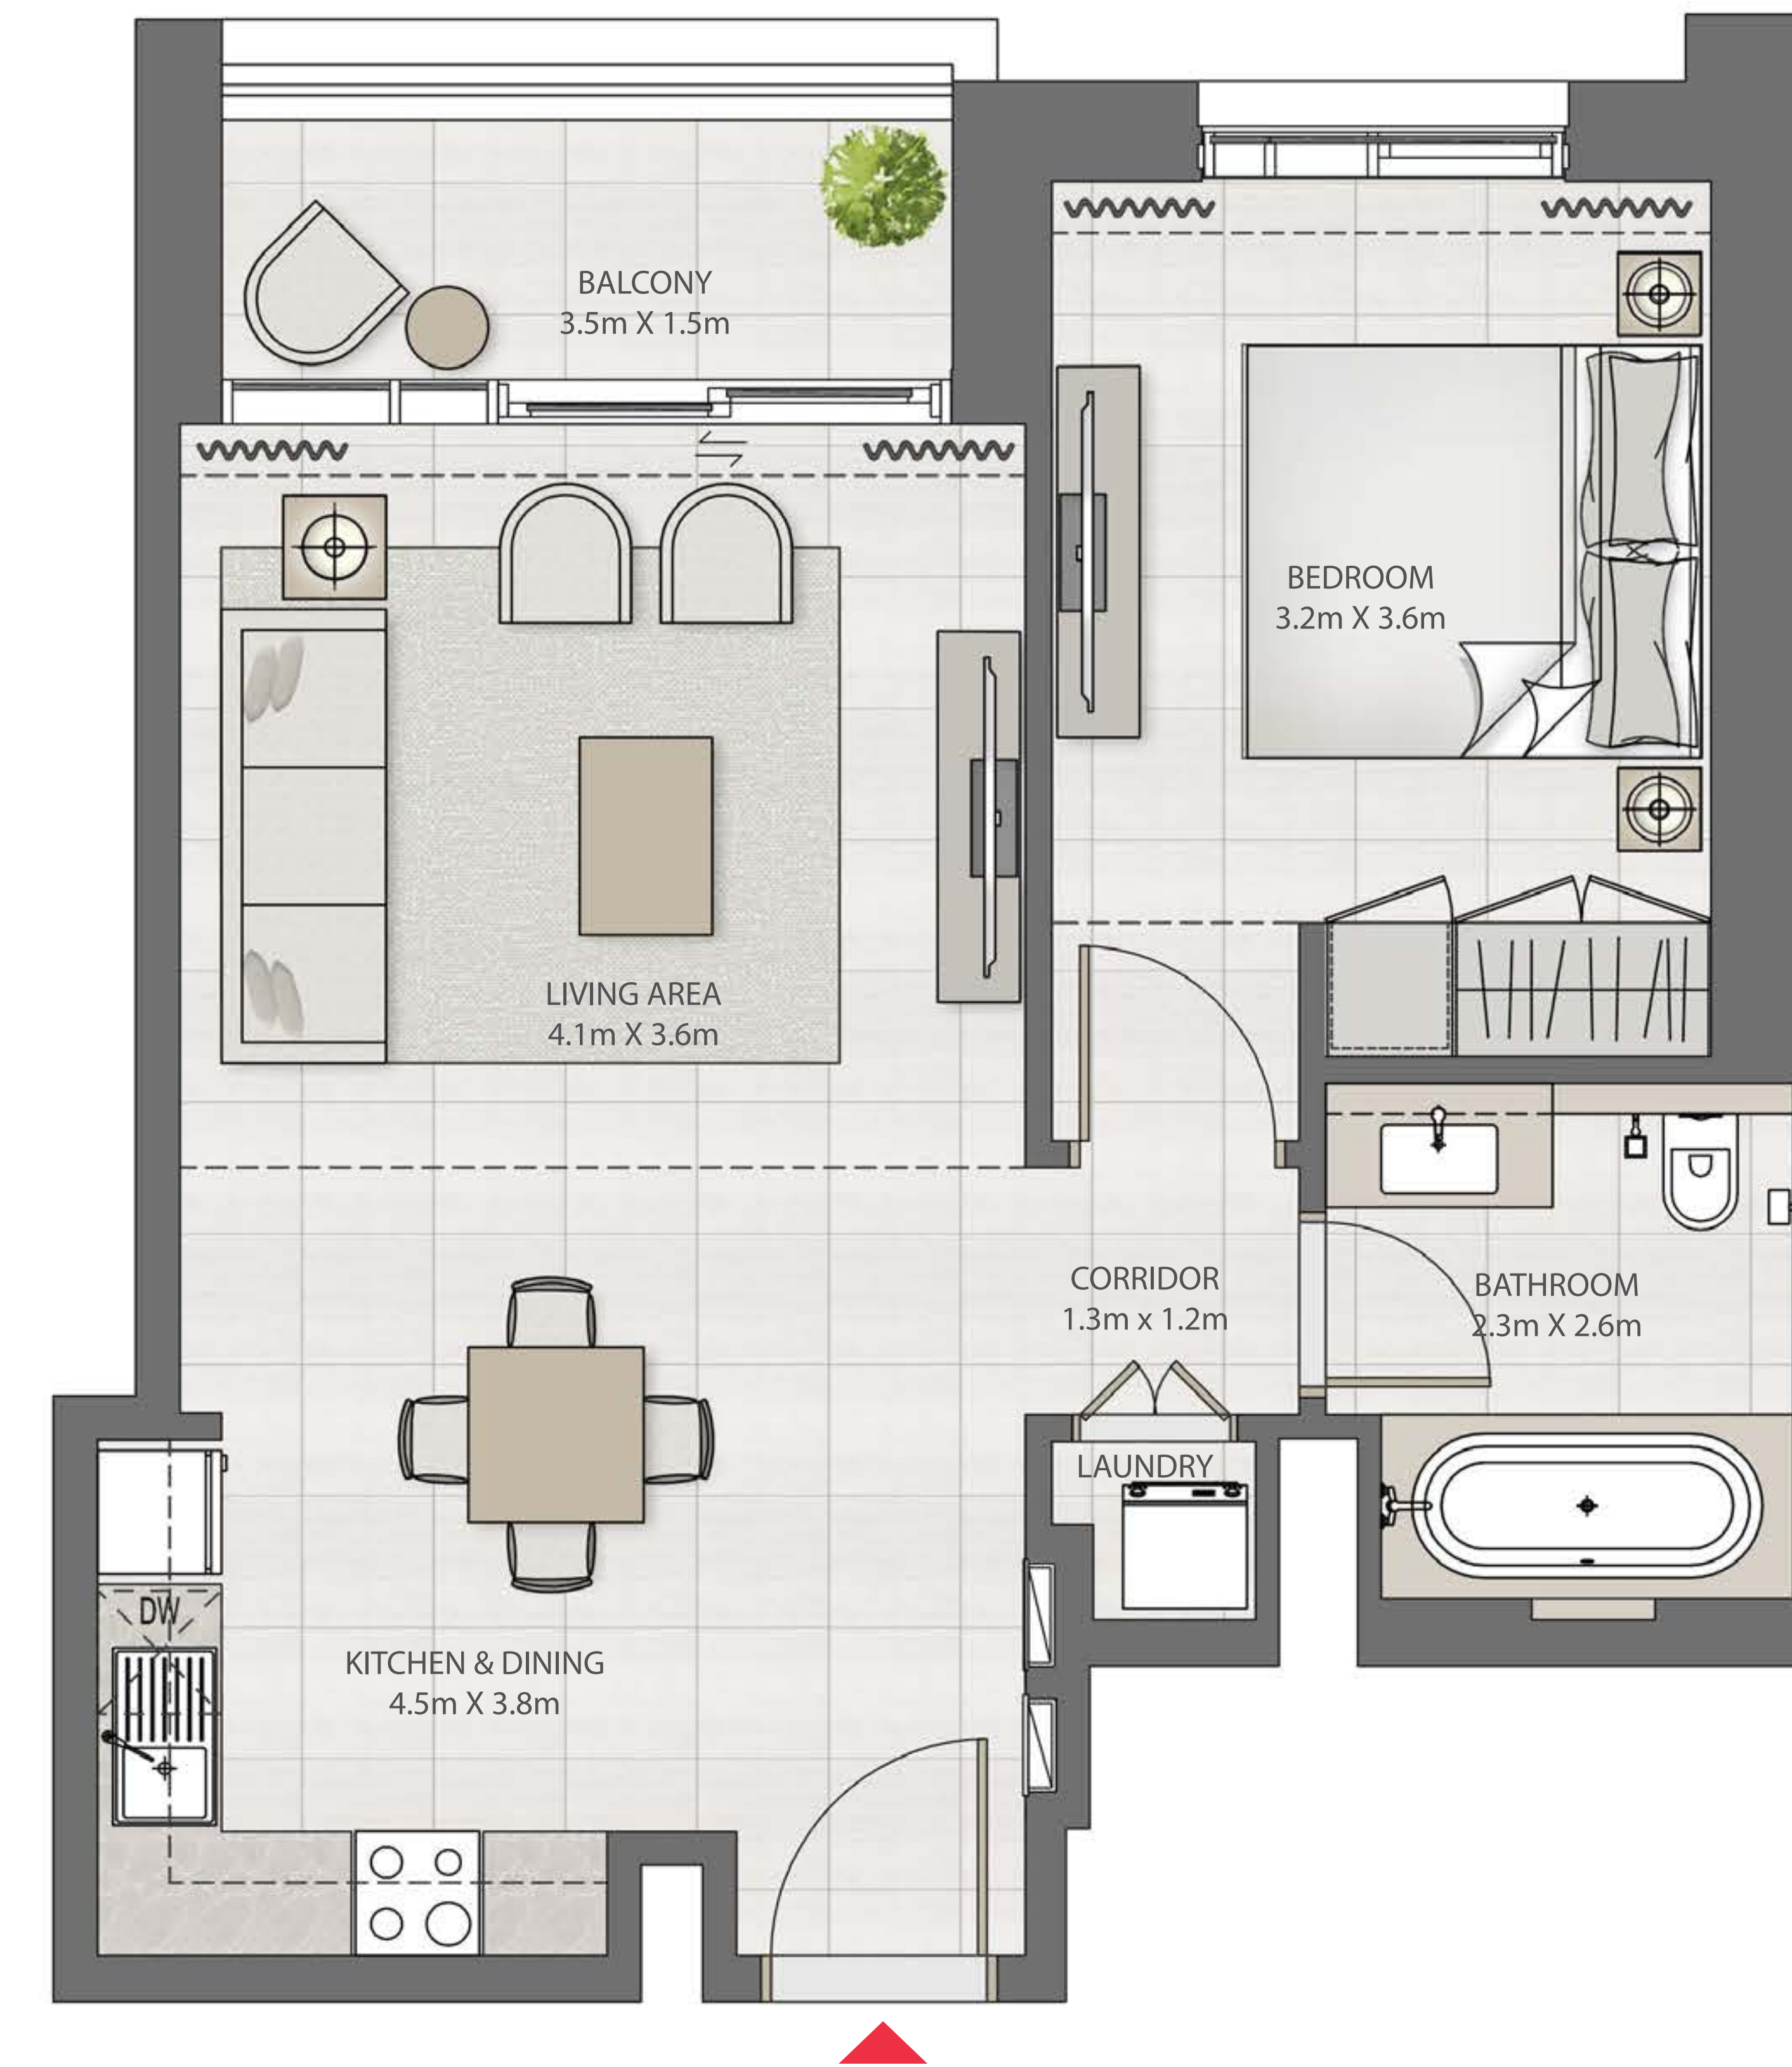 BALCONY
3.5m X 1.5m
BEDROOM
3.2m X 3.6m
LIVING AREA
4.1m X 3.6m
CORRIDOR
1.3m x 1.2m
BATHROOM
2.3m X 2.6m
LAUNDRY
DW
KITCHEN & DINING
4.5m X 3.8m